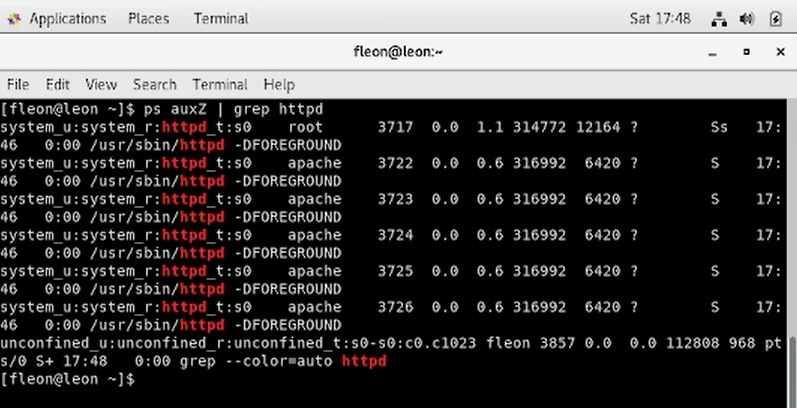 Applications Places Terminal Sat 17:48
fleon@leon:~
File Edit View Search Terminal Help
[fleon@leon ~]$ ps auxZ | grep httpd
system_u:system_r:httpd_t:s0    root      3717  0.0  1.1 314772 12164 ?        Ss   17:
46   0:00 /usr/sbin/httpd -DFOREGROUND
system_u:system_r:httpd_t:s0    apache    3722  0.0  0.6 316992  6420 ?        S    17:
46   0:00 /usr/sbin/httpd -DFOREGROUND
system_u:system_r:httpd_t:s0    apache    3723  0.0  0.6 316992  6420 ?        S    17:
46   0:00 /usr/sbin/httpd -DFOREGROUND
system_u:system_r:httpd_t:s0    apache    3724  0.0  0.6 316992  6420 ?        S    17:
46   0:00 /usr/sbin/httpd -DFOREGROUND
system_u:system_r:httpd_t:s0    apache    3725  0.0  0.6 316992  6420 ?        S    17:
46   0:00 /usr/sbin/httpd -DFOREGROUND
system_u:system_r:httpd_t:s0    apache    3726  0.0  0.6 316992  6420 ?        S    17:
46   0:00 /usr/sbin/httpd -DFOREGROUND
unconfined_u:unconfined_r:unconfined_t:s0-s0:c0.c1023 fleon 3857 0.0  0.0 112808 968 pt
s/0 S+ 17:48   0:00 grep --color=auto httpd
[fleon@leon ~]$